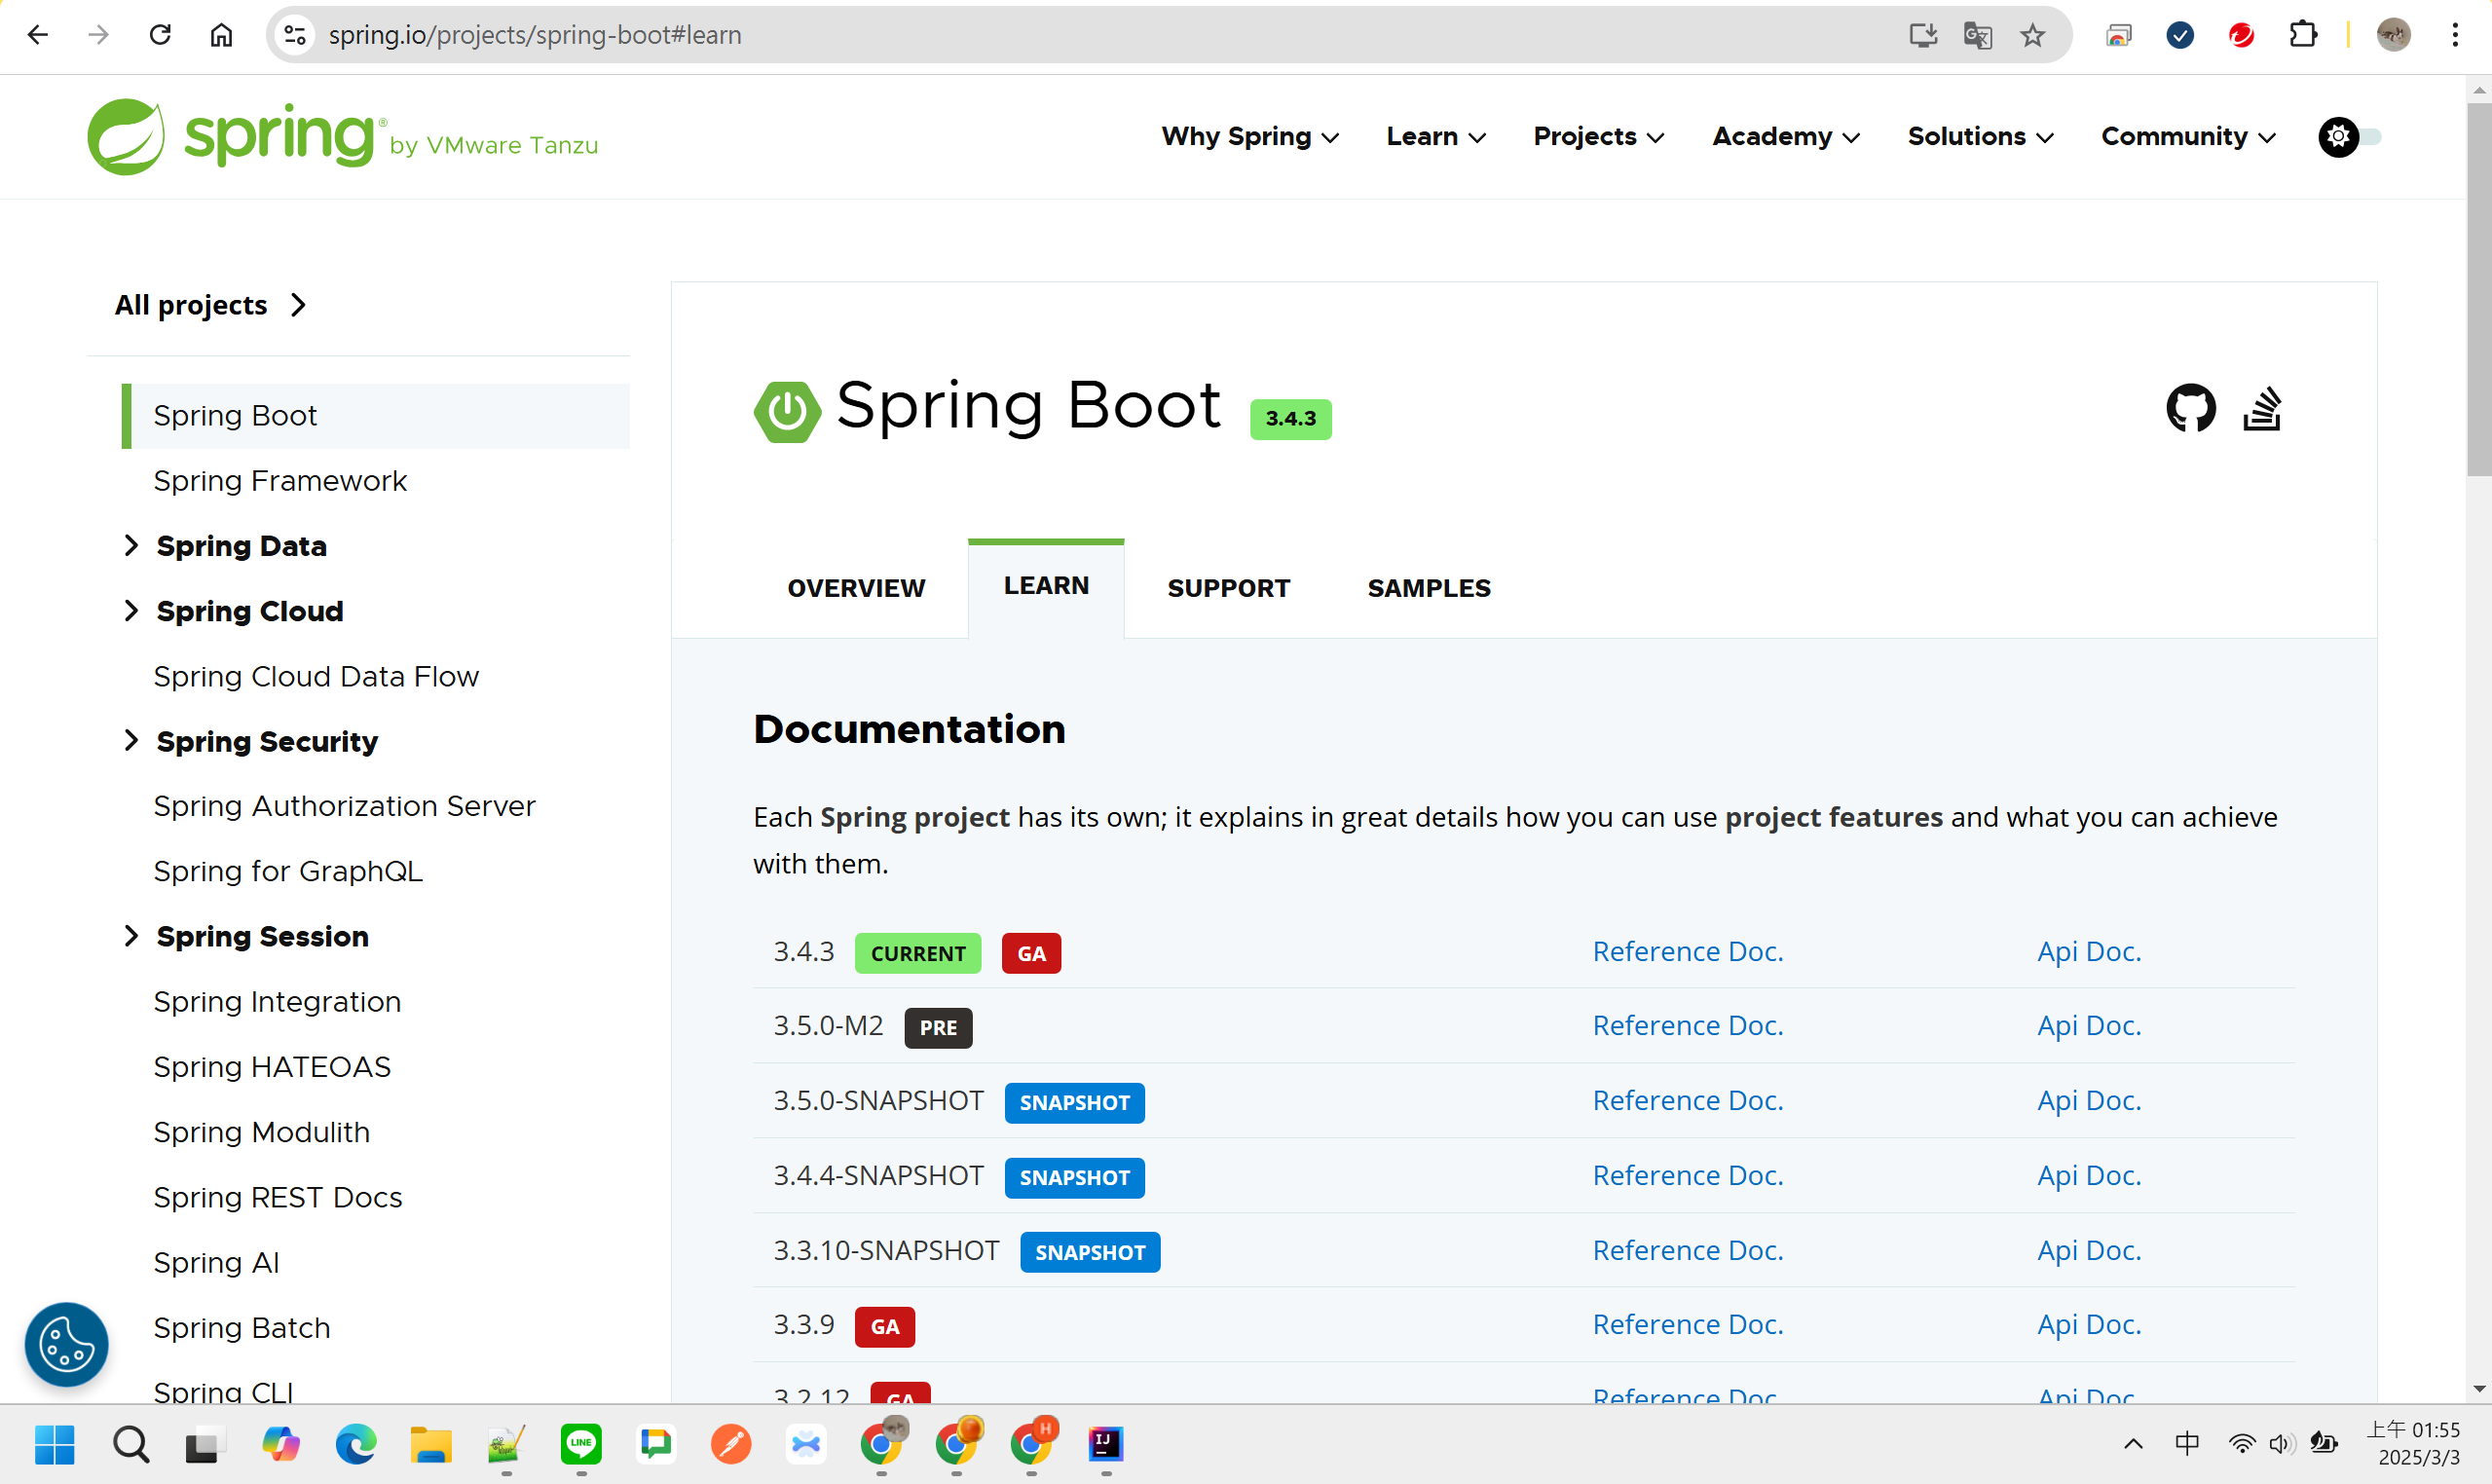 spring.io/projects/spring-boot#learn
spring® by VMware Tanzu
Why Spring
Learn
Projects
Academy
Solutions
Community
All projects
Spring Boot
Spring Framework
Spring Data
Spring Cloud
Spring Cloud Data Flow
Spring Security
Spring Authorization Server
Spring for GraphQL
Spring Session
Spring Integration
Spring HATEOAS
Spring Modulith
Spring REST Docs
Spring AI
Spring Batch
Spring CLI
Spring Boot 3.4.3
OVERVIEW
LEARN
SUPPORT
SAMPLES
Documentation
Each Spring project has its own; it explains in great details how you can use project features and what you can achieve
with them.
3.4.3 CURRENT GA Reference Doc. Api Doc.
3.5.0-M2 PRE Reference Doc. Api Doc.
3.5.0-SNAPSHOT SNAPSHOT Reference Doc. Api Doc.
3.4.4-SNAPSHOT SNAPSHOT Reference Doc. Api Doc.
3.3.10-SNAPSHOT SNAPSHOT Reference Doc. Api Doc.
3.3.9 GA Reference Doc. Api Doc.
3.2.12 GA Reference Doc. Api Doc.
LINE
H
IJ
中
上午 01:55
2025/3/3